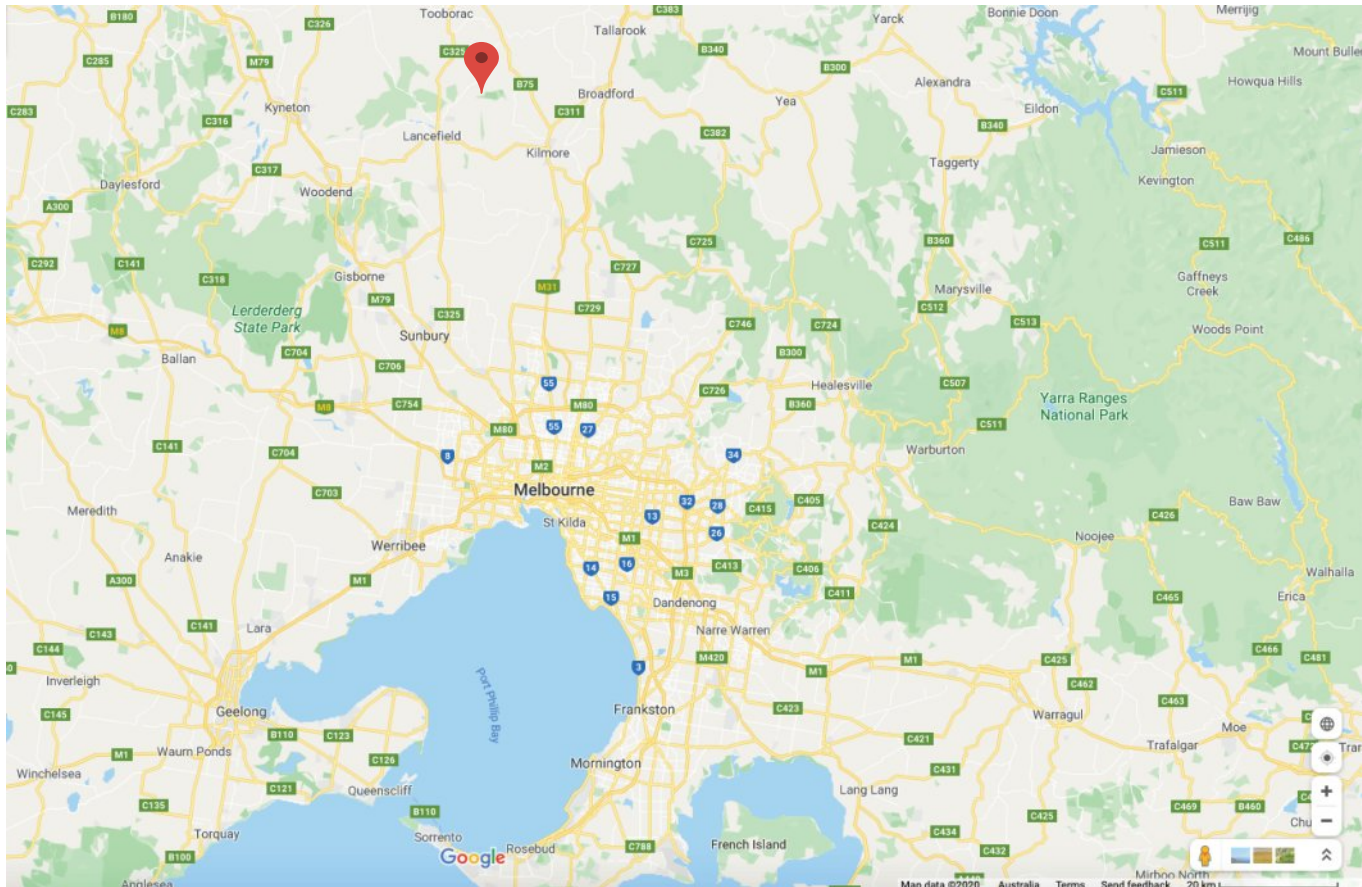 B180
Tooborac
C326
C383
Bonnie Doon
Merrijig
Yarck
Tallarook
C325
B340
Mount Bulle
C285
M79
B300
B75
Alexandra
Howqua Hills
Broadford
Yea
C511
Kyneton
Eildon
C283
C311
C316
B340
C382
Lancefield
Jamieson
Kilmore
Taggerty
C317
Daylesford
Kevington
Woodend
A300
C725
B360
C486
C511
C292
C141
C727
Gisborne
Gaffneys
Creek
C318
M31
Marysville
M79
Lerderderg
State Park
C325
C729
C512
C513
C746
C724
M8
Sunbury
Woods Point
C704
B300
Ballan
C706
55
Healesville
C507
C726
Yarra Ranges
National Park
M8
C754
M80
B360
C511
55
27
M80
C141
C704
8
34
Warburton
M2
C703
Melbourne
32
28
C405
Baw Baw
C415
Meredith
13
C426
St Kilda
C424
26
Noojee
Werribee
M1
Anakie
16
14
C413
C406
Walhalla
A300
M1
M3
C411
15
C465
Erica
Dandenong
C141
Lara
C143
Narre Warren
C144
C466
C481
M420
M1
C425
3
M1
Inverleigh
C462
Port Phillip Bay
C463
Geelong
Frankston
C423
C145
Warragul
Moe
B110
C123
C421
Trafalgar
M1
Waurn Ponds
C126
Mornington
C431
Winchelsea
C121
Queenscliff
Lang Lang
C135
C469
B460
B110
C425
Chu
Torquay
C434
Sorrento
French Island
Rosebud
C788
C432
B100
Google
Mirboo North
Anglesea
Map data ©2020 Australia Terms Send feedback 20 km